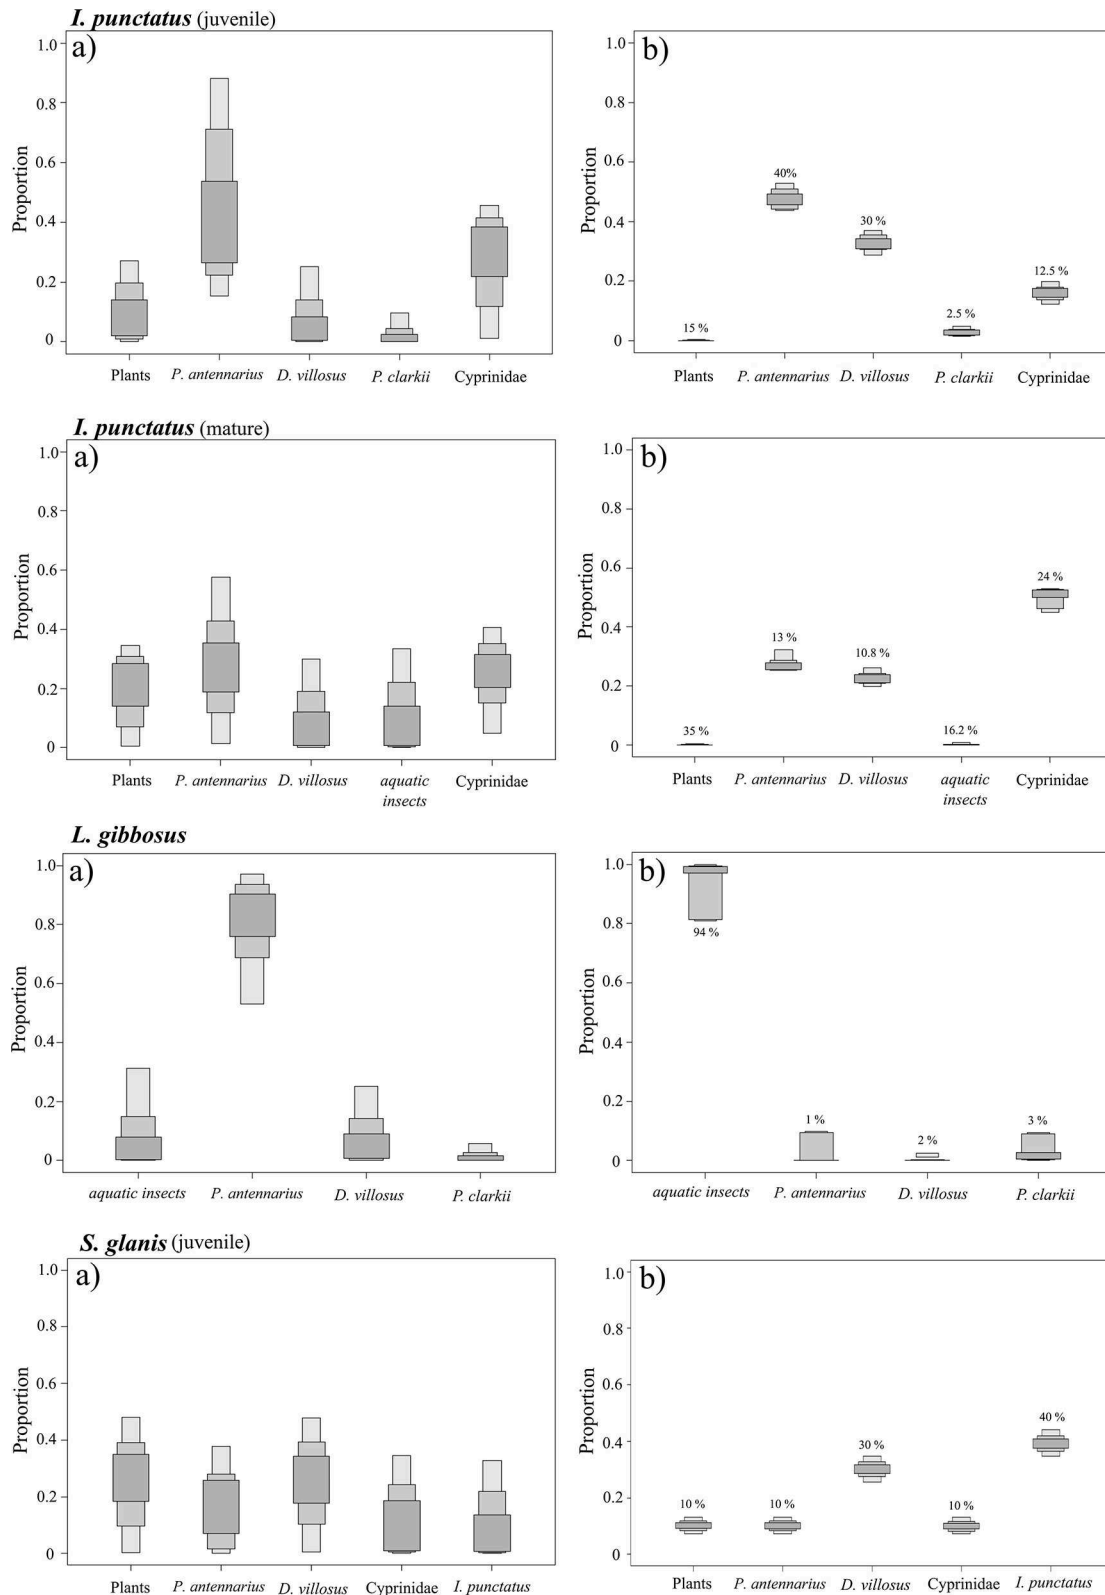 I. punctatus (juvenile)
a)
1.0
0.8
0.6
0.4
0.2
0
Proportion
Plants P. antennarius D. villosus P. clarkii Cyprinidae
b)
1.0
0.8
0.6
0.4
0.2
0
Proportion
15 %
40%
30 %
2.5 %
12.5 %
Plants P. antennarius D. villosus P. clarkii Cyprinidae
I. punctatus (mature)
a)
1.0
0.8
0.6
0.4
0.2
0
Proportion
Plants P. antennarius D. villosus aquatic Cyprinidae
insects
b)
1.0
0.8
0.6
0.4
0.2
0
Proportion
35 %
13 %
10.8 %
16.2 %
24 %
Plants P. antennarius D. villosus aquatic Cyprinidae
insects
L. gibbosus
a)
1.0
0.8
0.6
0.4
0.2
0
Proportion
aquatic insects P. antennarius D. villosus P. clarkii
b)
1.0
0.8
0.6
0.4
0.2
0
Proportion
94 %
1 %
2 %
3 %
aquatic insects P. antennarius D. villosus P. clarkii
S. glanis (juvenile)
a)
1.0
0.8
0.6
0.4
0.2
0
Proportion
Plants P. antennarius D. villosus Cyprinidae I. punctatus
b)
1.0
0.8
0.6
0.4
0.2
0
Proportion
10 %
10 %
30 %
10 %
40 %
Plants P. antennarius D. villosus Cyprinidae I. punctatus